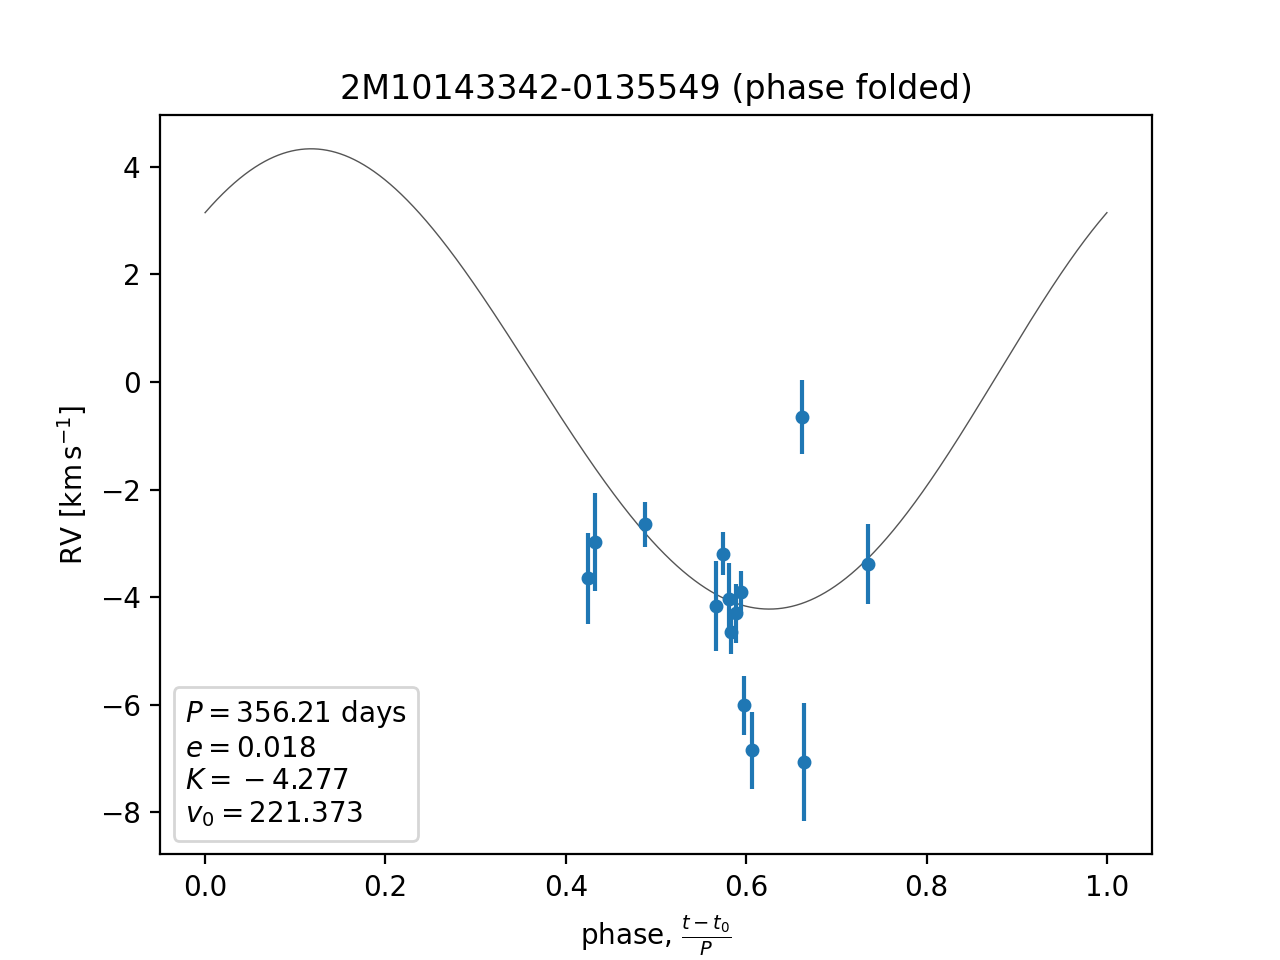 2M10143342-0135549 (phase folded)
RV [km s⁻¹]
4
2
0
−2
−4
−6
−8
P = 356.21 days
e = 0.018
K = −4.277
v₀ = 221.373
0.0 0.2 0.4 0.6 0.8 1.0
phase, (t − t₀)/P